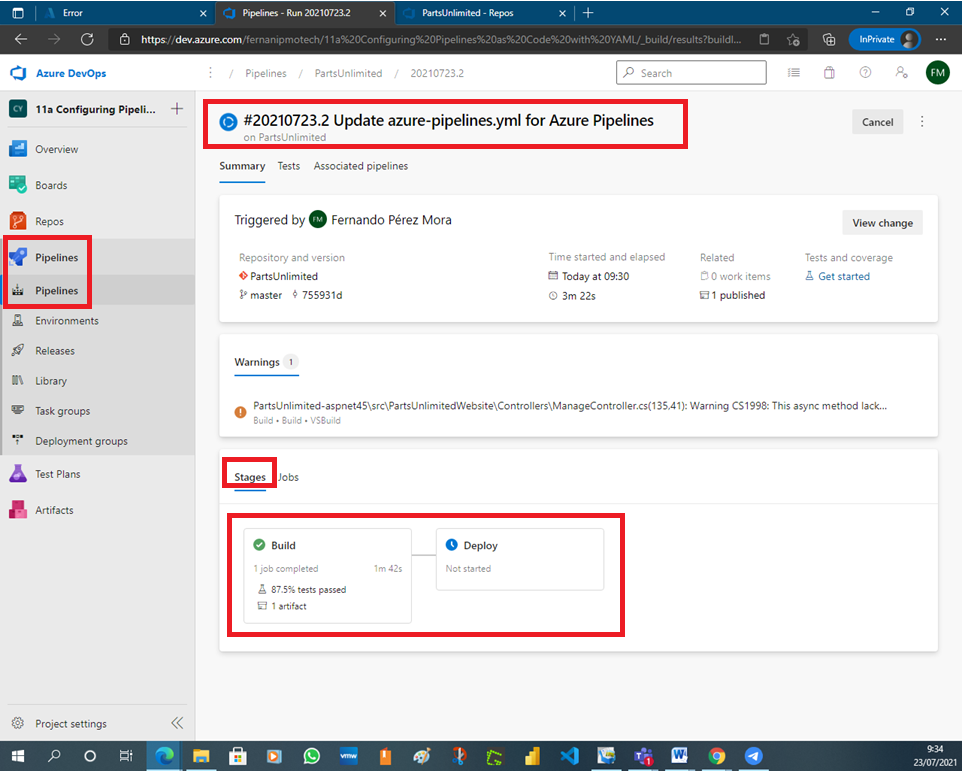 Error
Pipelines - Run 20210723.2
PartsUnlimited - Repos
https://dev.azure.com/fernanipmotech/11a%20Configuring%20Pipelines%20as%20Code%20with%20YAML/_build/results?buildI...
InPrivate
Azure DevOps
/ Pipelines / PartsUnlimited / 20210723.2
Search
FM
CY 11a Configuring Pipeli...
Overview
Boards
Repos
Pipelines
Pipelines
Environments
Releases
Library
Task groups
Deployment groups
Test Plans
Artifacts
Project settings
#20210723.2 Update azure-pipelines.yml for Azure Pipelines
on PartsUnlimited
Cancel
Summary Tests Associated pipelines
Triggered by FM Fernando Pérez Mora
View change
Repository and version
PartsUnlimited
master 755931d
Time started and elapsed
Today at 09:30
3m 22s
Related
0 work items
1 published
Tests and coverage
Get started
Warnings 1
PartsUnlimited-aspnet45\src\PartsUnlimitedWebsite\Controllers\ManageController.cs(135,41): Warning CS1998: This async method lack...
Build • Build • VSBuild
Stages Jobs
Build
1 job completed 1m 42s
87.5% tests passed
1 artifact
Deploy
Not started
vmw
1
9:34
23/07/2021